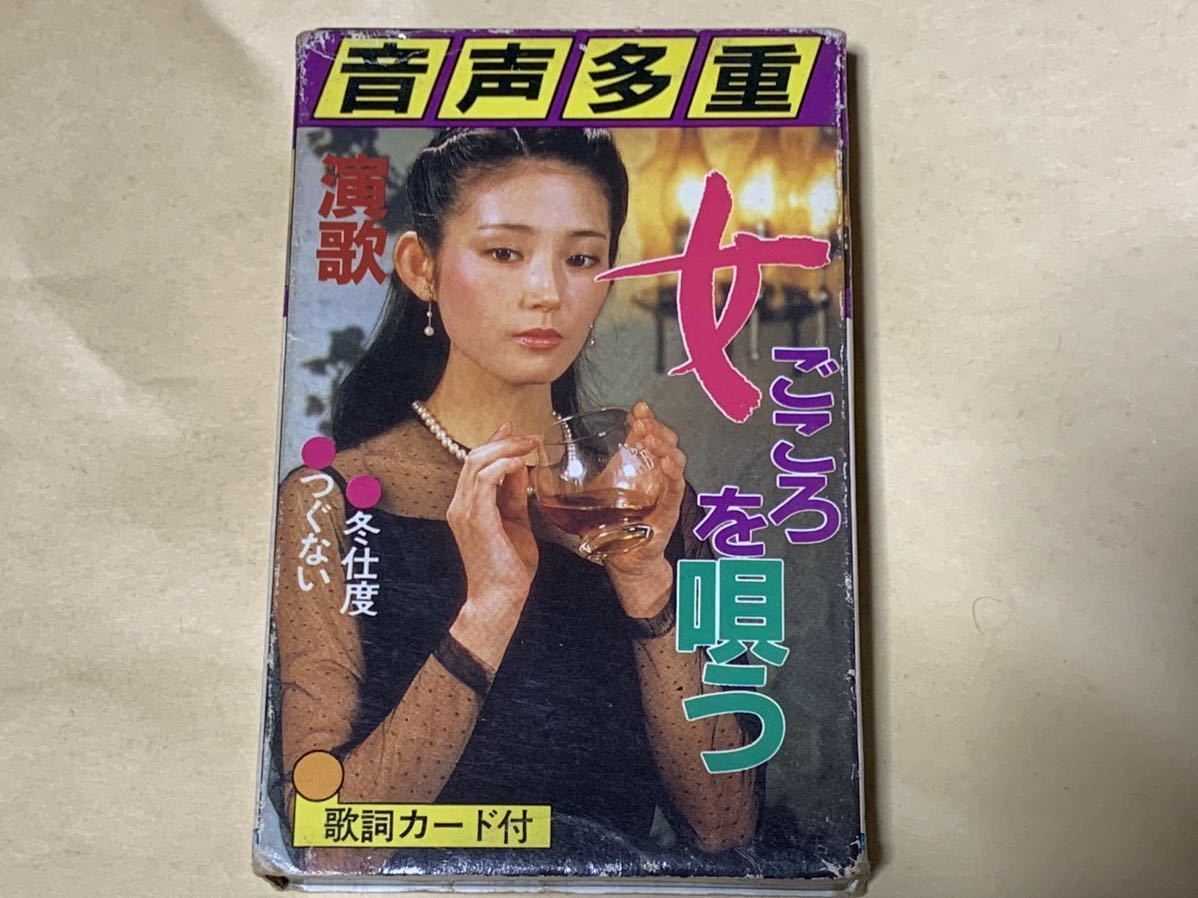 音声多重
演歌
女ごころを唄う
●冬仕度
●つぐない
歌詞カード付